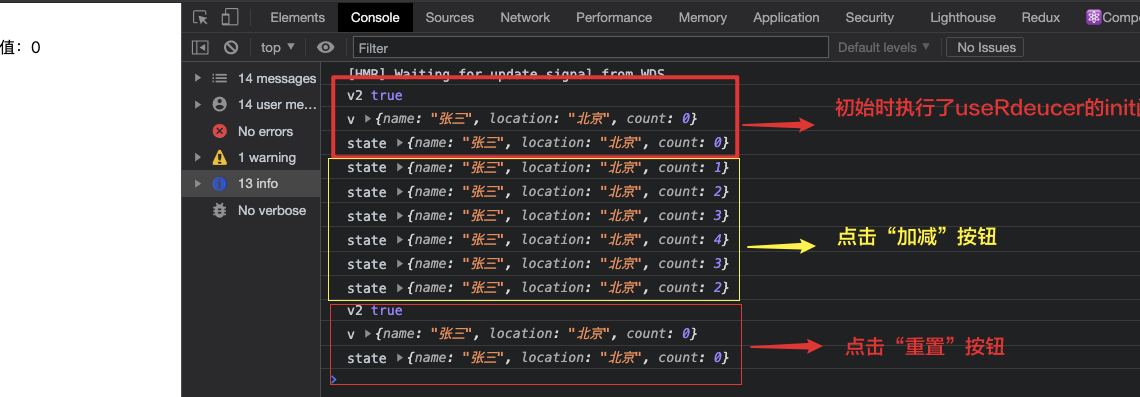 Elements Console Sources Network Performance Memory Application Security Lighthouse Redux Compo
值：0
top Filter Default levels No Issues
14 messages
14 user me...
No errors
1 warning
13 info
No verbose
[HMR] Waiting for update signal from WDS...
v2 true
v {name: "张三", location: "北京", count: 0}
state {name: "张三", location: "北京", count: 0}
state {name: "张三", location: "北京", count: 1}
state {name: "张三", location: "北京", count: 2}
state {name: "张三", location: "北京", count: 3}
state {name: "张三", location: "北京", count: 4}
state {name: "张三", location: "北京", count: 3}
state {name: "张三", location: "北京", count: 2}
v2 true
v {name: "张三", location: "北京", count: 0}
state {name: "张三", location: "北京", count: 0}
初始时执行了useRdeucer的initi
点击“加减”按钮
点击“重置”按钮